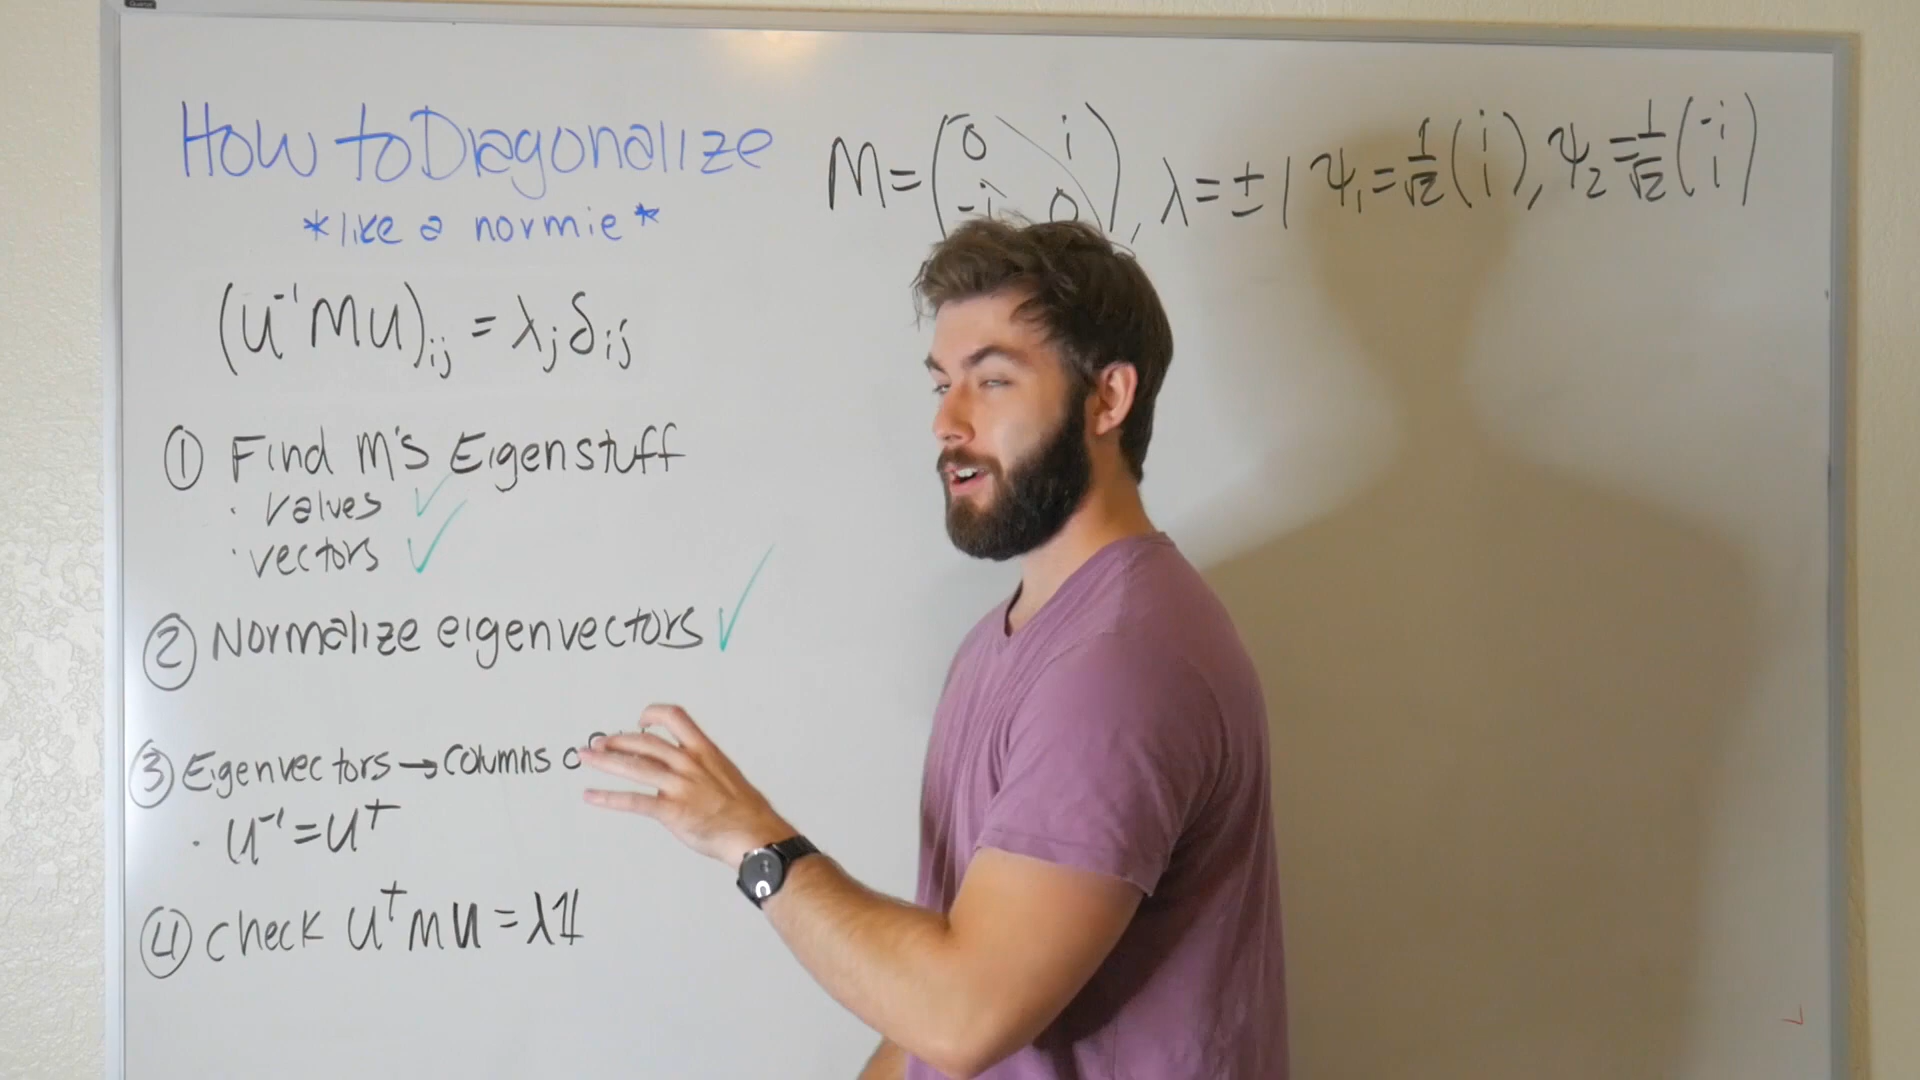 How to Diagonalize
*like a normie*
(U⁻¹MU)ᵢⱼ = λⱼδᵢⱼ
① Find M's Eigenstuff
· values ✓
· vectors ✓
② Normalize eigenvectors ✓
③ Eigenvectors → columns
· U⁻¹ = U†
④ check U†MU = λ𝟙
M = (0 i; -i 0), λ = ±1 ψ₁ = 1/√2 (i 1), ψ₂ = 1/√2 (-i 1)